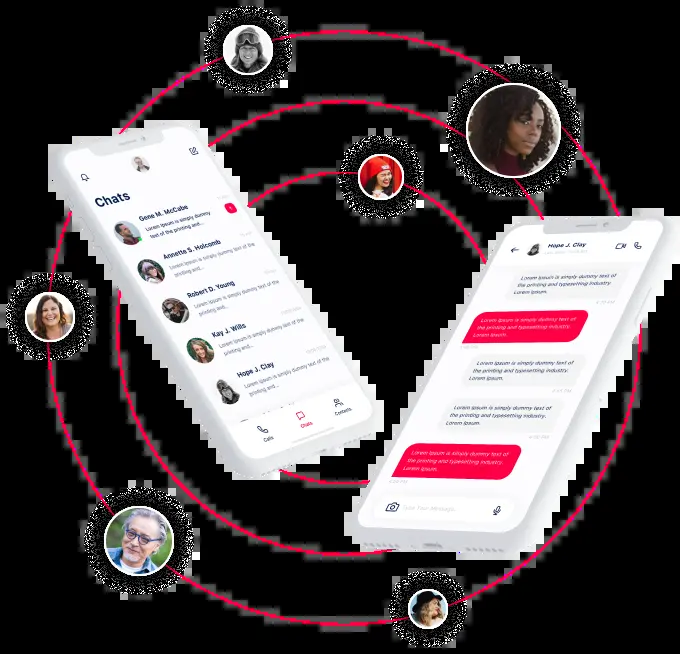 Chats
Gene M. McCabe
Lorem Ipsum is simply dummy
text of the printing and...
Annette S. Holcomb
Lorem Ipsum is simply dummy text of the
printing and...
Robert D. Young
Lorem Ipsum is simply dummy text of the
printing and...
Kay J. Wills
Lorem Ipsum is simply dummy text of the
printing and...
Hope J. Clay
Lorem Ipsum is simply dummy text of the
printing and...
Calls
Chats
Contacts
Hope J. Clay
Lorem Ipsum is simply dummy text of
the printing and typesetting industry.
Lorem Ipsum.
Lorem Ipsum is simply dummy text of
the printing and typesetting industry.
Lorem Ipsum.
Lorem Ipsum is simply dummy text of
the printing and typesetting industry.
Lorem Ipsum.
Lorem Ipsum is simply dummy text of
the printing and typesetting industry.
Lorem Ipsum.
Lorem Ipsum is simply dummy text of
the printing and typesetting industry.
Lorem Ipsum.
Type Your Message